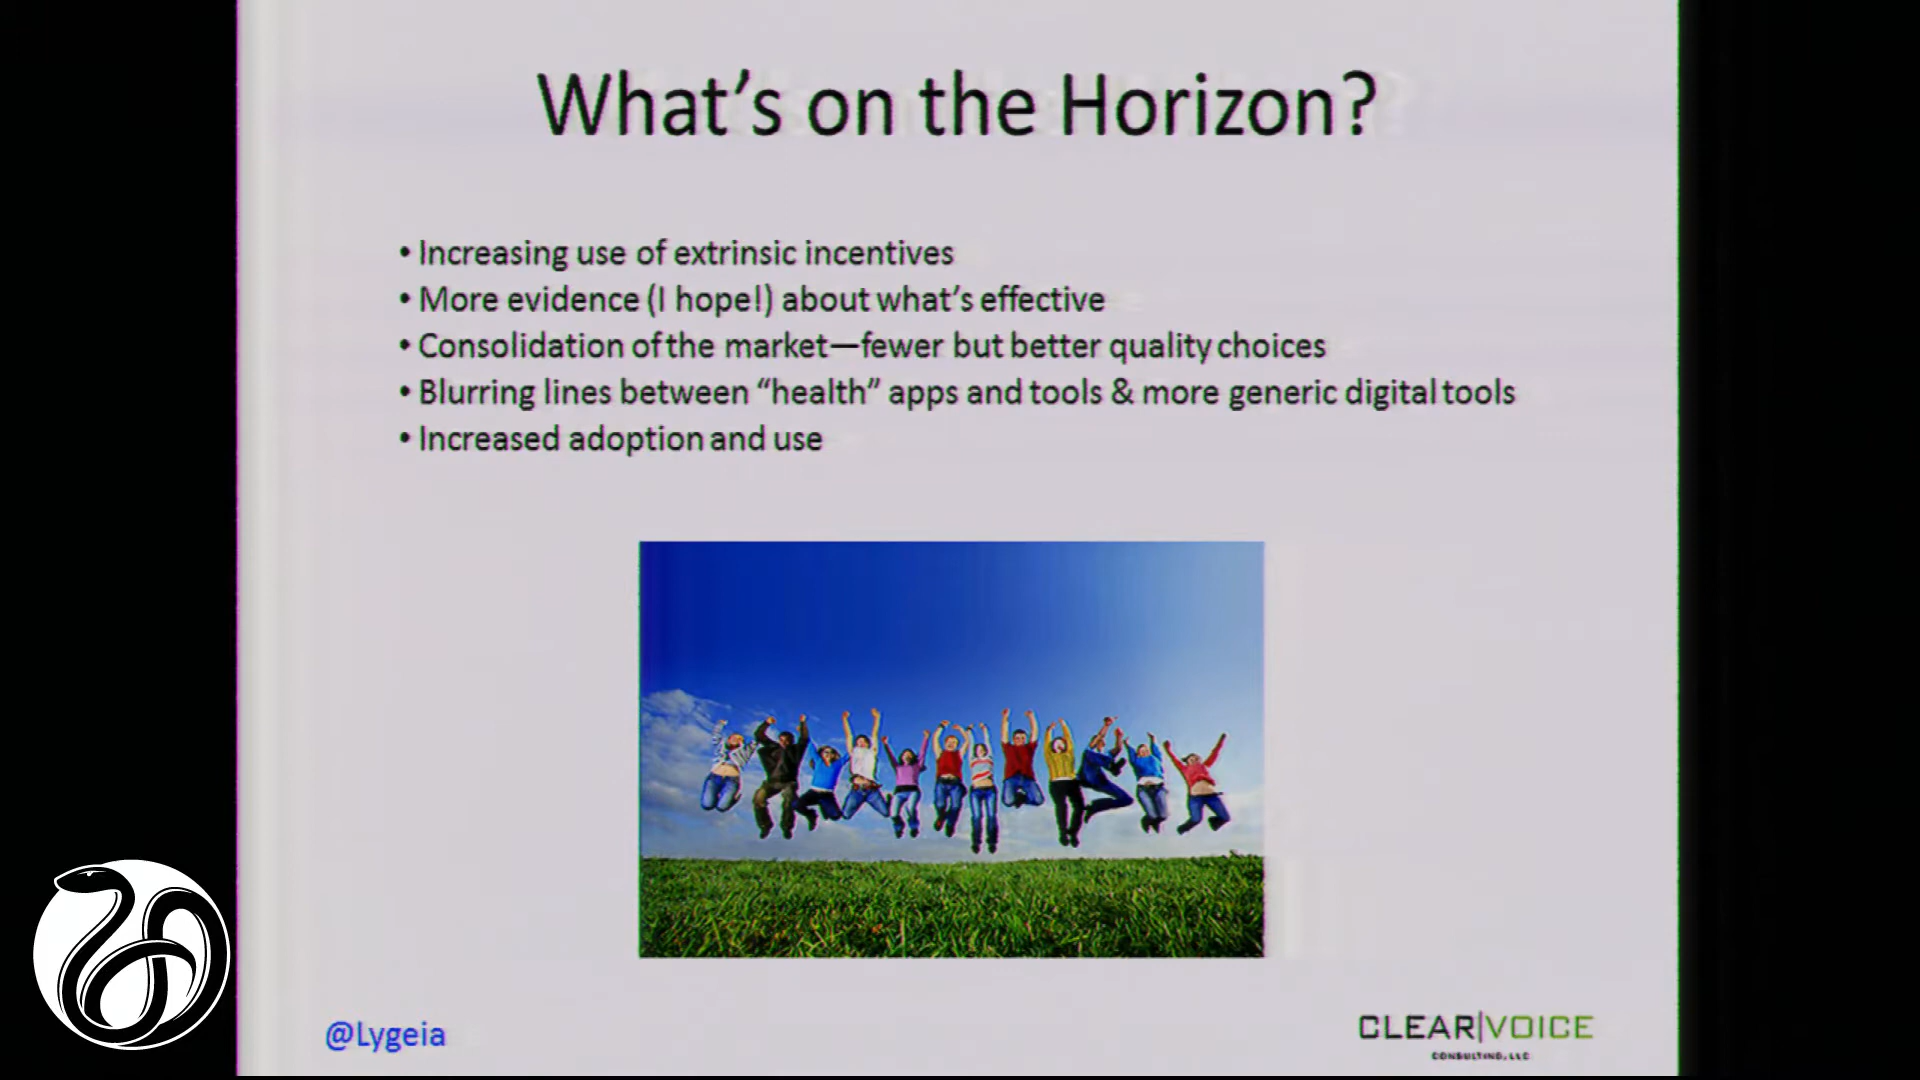 What's on the Horizon?
• Increasing use of extrinsic incentives
• More evidence (I hope!) about what's effective
• Consolidation of the market—fewer but better quality choices
• Blurring lines between “health” apps and tools & more generic digital tools
• Increased adoption and use
@Lygeia
CLEAR|VOICE
CONSULTING, LLC